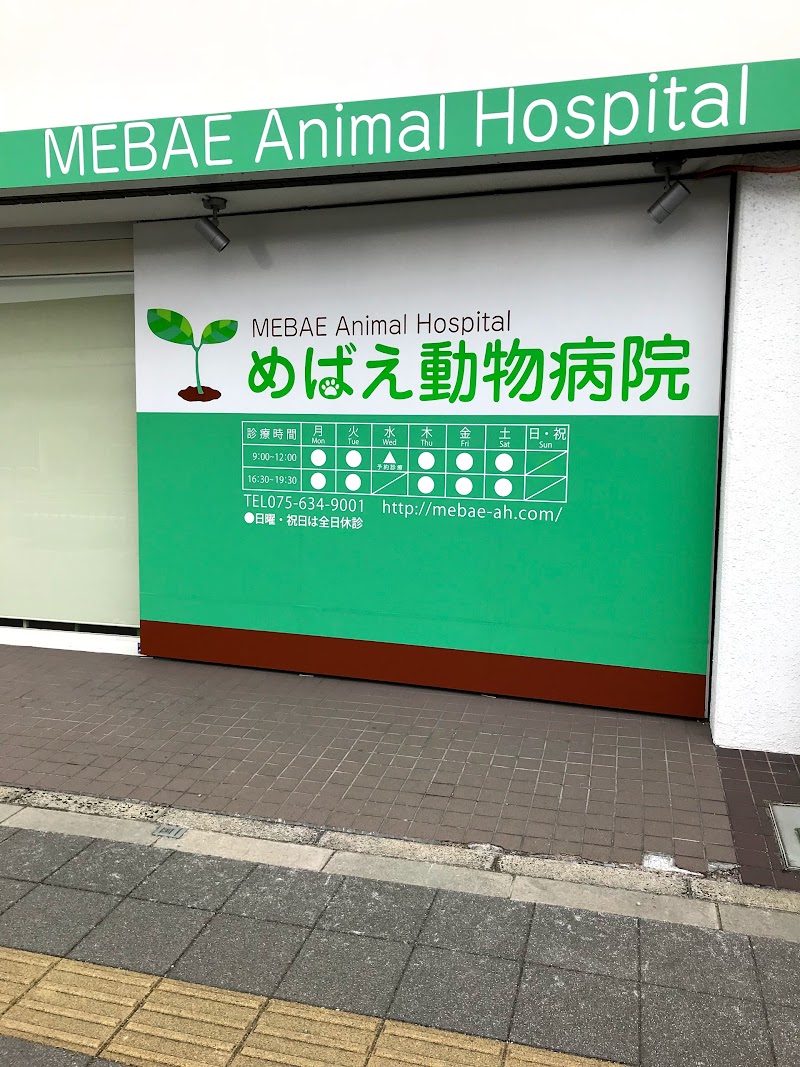 MEBAE Animal Hospital
MEBAE Animal Hospital
めばえ動物病院
診療時間 月 火 水 木 金 土 日・祝
Mon Tue Wed Thu Fri Sat Sun
9:00~12:00 ● ● ▲ ● ● ●
予約診療
16:30~19:30 ● ● ● ● ●
TEL075-634-9001 http://mebae-ah.com/
●日曜・祝日は全日休診